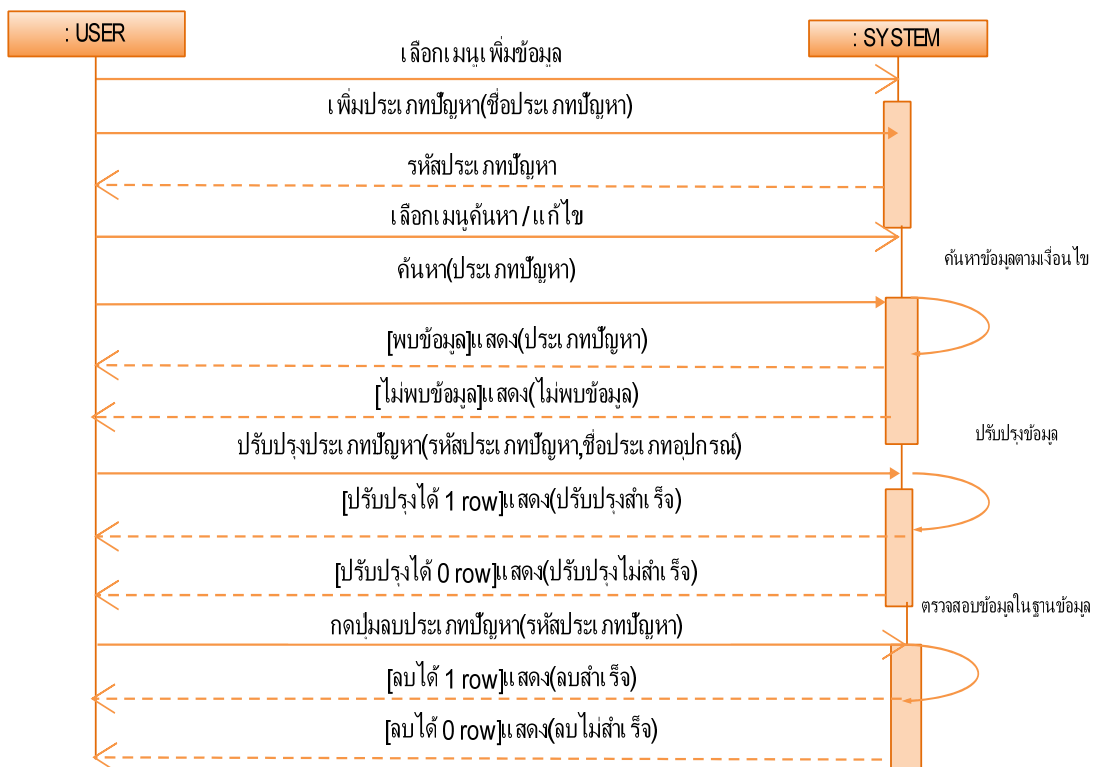 : USER
: SYSTEM
เลือกเมนูเพิ่มข้อมูล
เพิ่มประเภทปัญหา(ชื่อประเภทปัญหา)
รหัสประเภทปัญหา
เลือกเมนูค้นหา / แก้ไข
ค้นหาข้อมูลตามเงื่อนไข
ค้นหา(ประเภทปัญหา)
[พบข้อมูล]แสดง(ประเภทปัญหา)
[ไม่พบข้อมูล]แสดง(ไม่พบข้อมูล)
ปรับปรุงข้อมูล
ปรับปรุงประเภทปัญหา(รหัสประเภทปัญหา,ชื่อประเภทอุปกรณ์)
[ปรับปรุงได้ 1 row]แสดง(ปรับปรุงสำเร็จ)
[ปรับปรุงได้ 0 row]แสดง(ปรับปรุงไม่สำเร็จ)
ตรวจสอบข้อมูลในฐานข้อมูล
กดปุ่มลบประเภทปัญหา(รหัสประเภทปัญหา)
[ลบได้ 1 row]แสดง(ลบสำเร็จ)
[ลบได้ 0 row]แสดง(ลบไม่สำเร็จ)